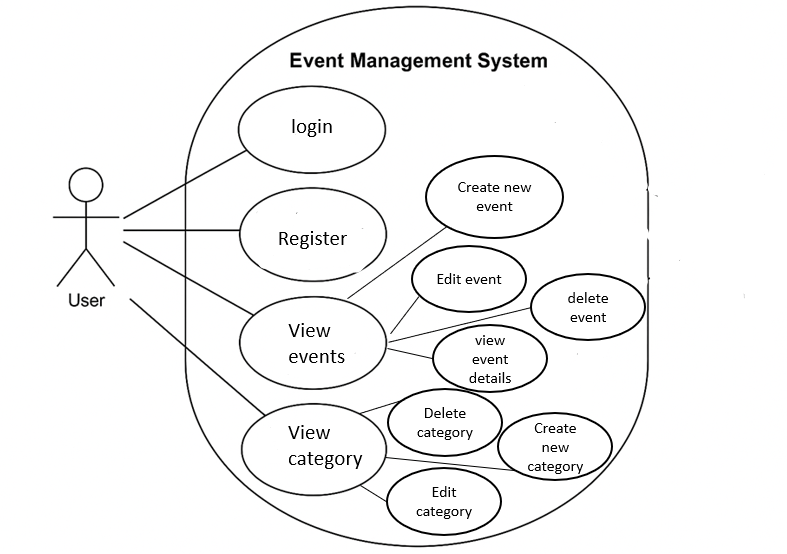 Event Management System
login
Create new
event
Register
Edit event
delete
event
User
View
events
view
event
details
Delete
category
View
category
Create
new
category
Edit
category